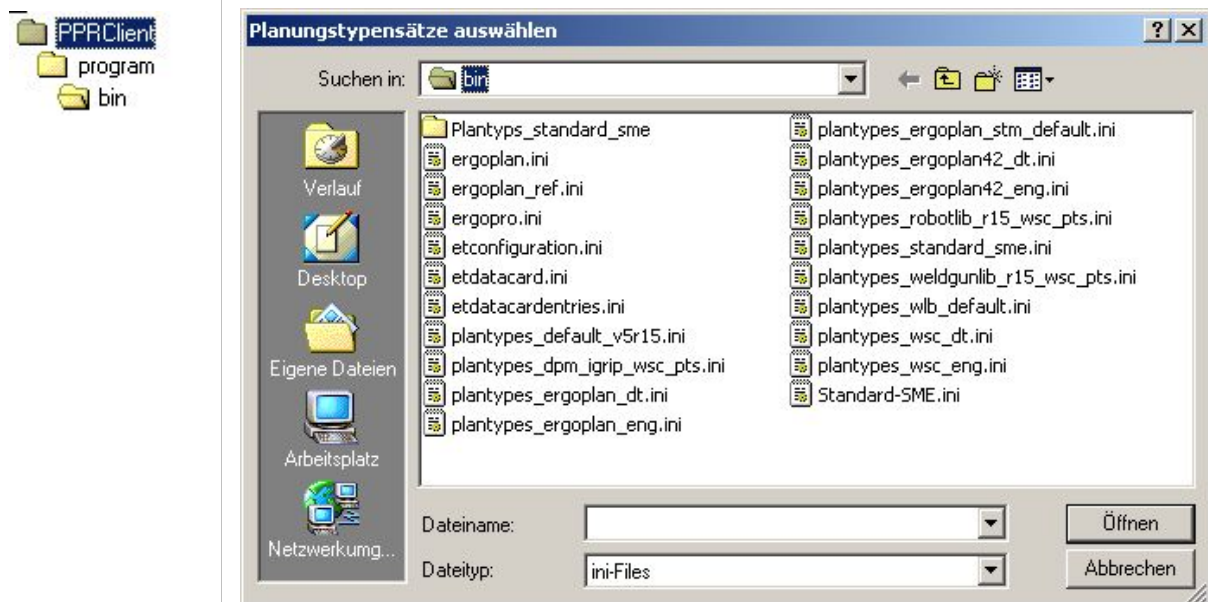 PPRClient
program
bin
Planungstypensätze auswählen
Suchen in:
bin
Verlauf
Desktop
Eigene Dateien
Arbeitsplatz
Netzwerkumg...
Plantyps_standard_sme
ergoplan.ini
ergoplan_ref.ini
ergopro.ini
etconfiguration.ini
etdatacard.ini
etdatacardentries.ini
plantypes_default_v5r15.ini
plantypes_dpm_igrip_wsc_pts.ini
plantypes_ergoplan_dt.ini
plantypes_ergoplan_eng.ini
plantypes_ergoplan_stm_default.ini
plantypes_ergoplan42_dt.ini
plantypes_ergoplan42_eng.ini
plantypes_robotlib_r15_wsc_pts.ini
plantypes_standard_sme.ini
plantypes_weldgunlib_r15_wsc_pts.ini
plantypes_wlb_default.ini
plantypes_wsc_dt.ini
plantypes_wsc_eng.ini
Standard-SME.ini
Dateiname:
Öffnen
Dateityp:
ini-Files
Abbrechen